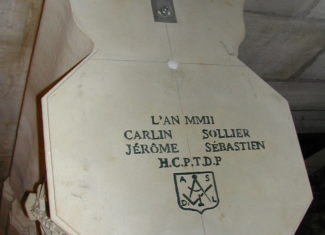 L'AN MMII
CARLIN SOLLIER
JÉRÔME SÉBASTIEN
H.C.P.T.D.P
A S
D L